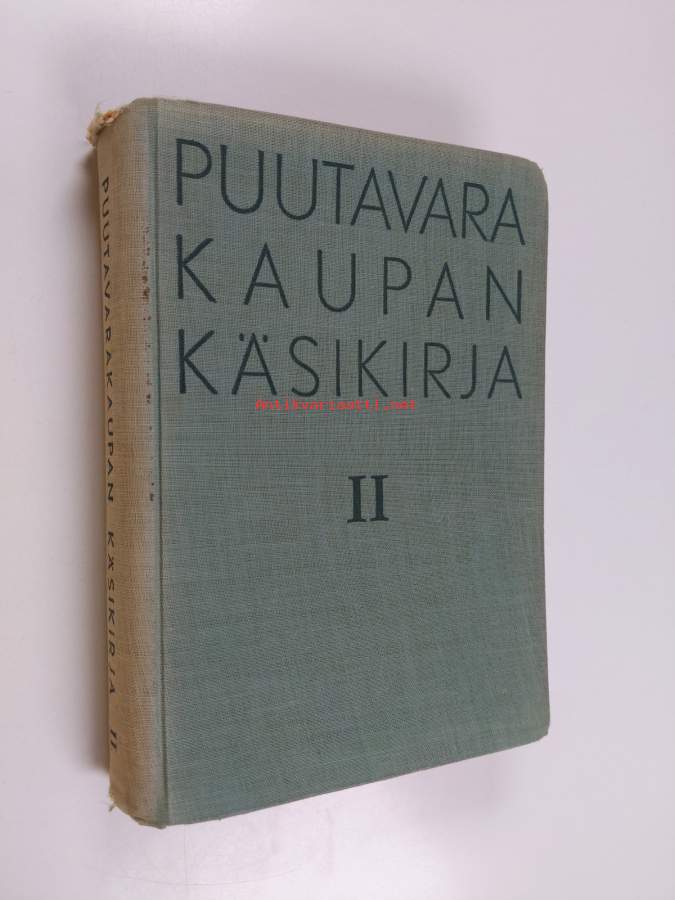 PUUTAVARA
KAUPAN
KÄSIKIRJA
Antikvariaatti.net
II
PUUTAVARAKAUPAN KÄSIKIRJA II